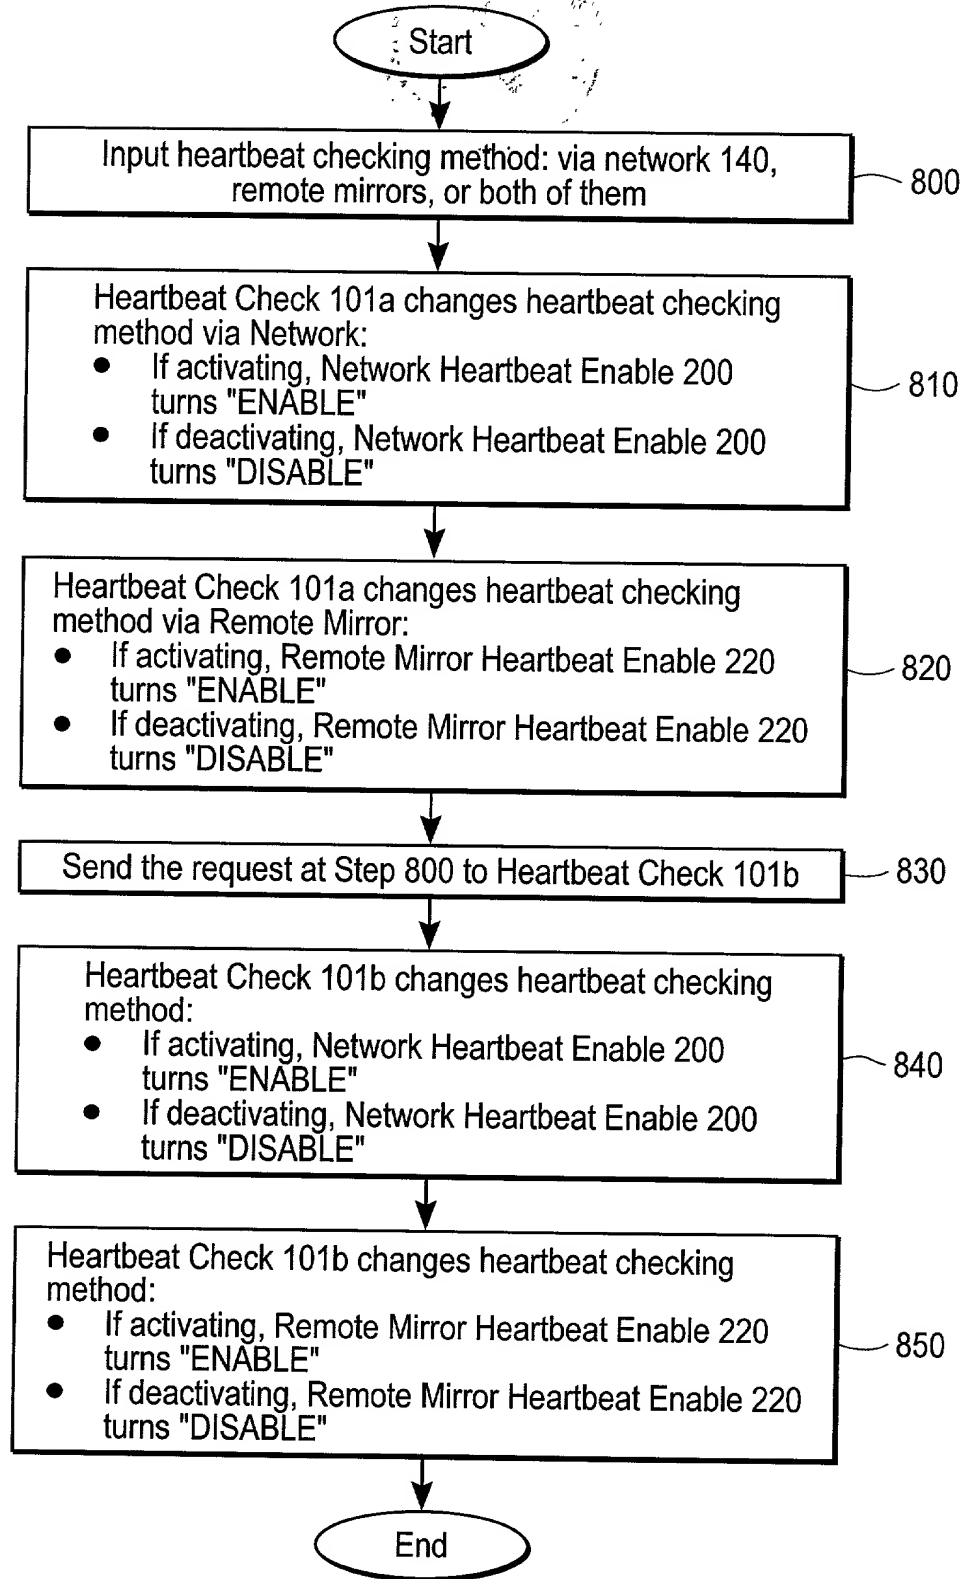 Start
Input heartbeat checking method: via network 140,
remote mirrors, or both of them
800
Heartbeat Check 101a changes heartbeat checking
method via Network:
● If activating, Network Heartbeat Enable 200
turns "ENABLE"
● If deactivating, Network Heartbeat Enable 200
turns "DISABLE"
810
Heartbeat Check 101a changes heartbeat checking
method via Remote Mirror:
● If activating, Remote Mirror Heartbeat Enable 220
turns "ENABLE"
● If deactivating, Remote Mirror Heartbeat Enable 220
turns "DISABLE"
820
Send the request at Step 800 to Heartbeat Check 101b
830
Heartbeat Check 101b changes heartbeat checking
method:
● If activating, Network Heartbeat Enable 200
turns "ENABLE"
● If deactivating, Network Heartbeat Enable 200
turns "DISABLE"
840
Heartbeat Check 101b changes heartbeat checking
method:
● If activating, Remote Mirror Heartbeat Enable 220
turns "ENABLE"
● If deactivating, Remote Mirror Heartbeat Enable 220
turns "DISABLE"
850
End